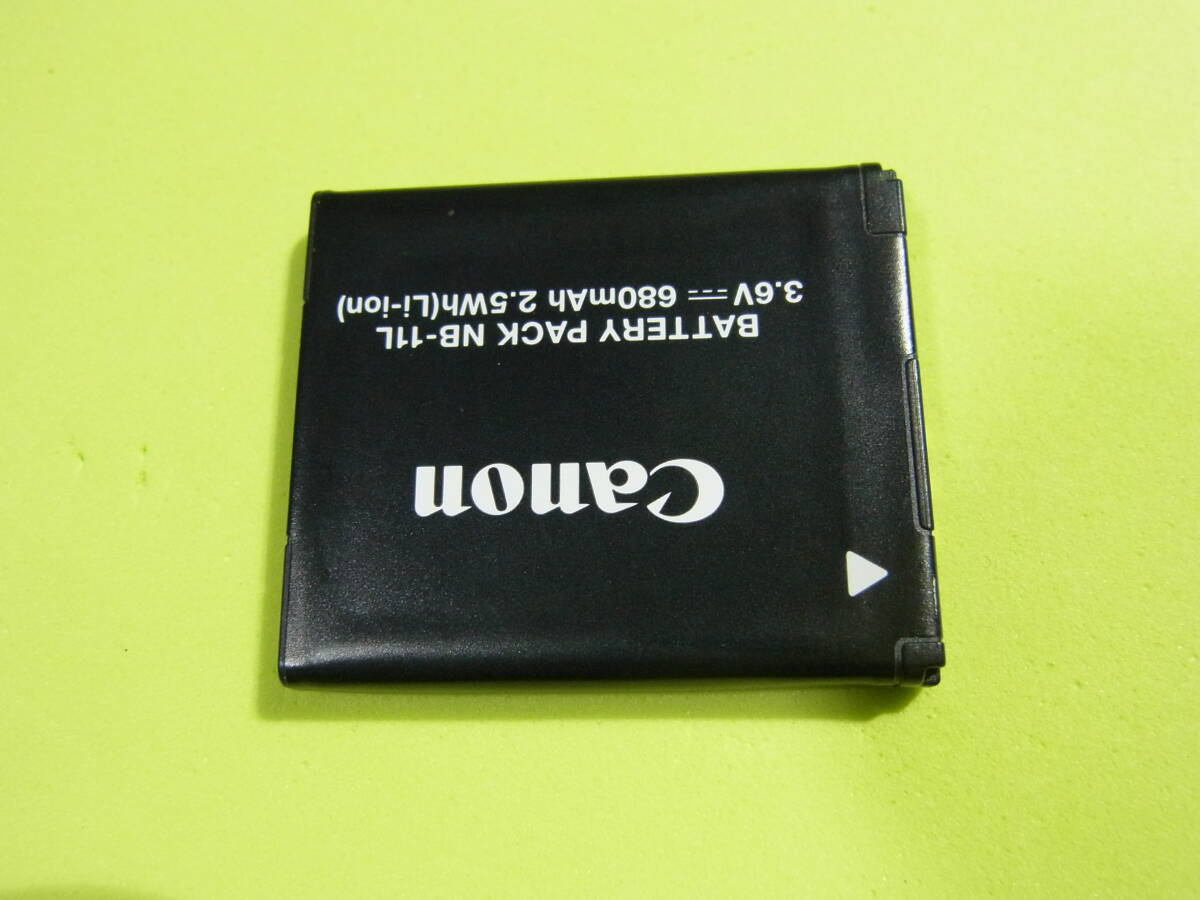 Canon
BATTERY PACK NB-11L
3.6V⎓680mAh 2.5Wh(Li-ion)